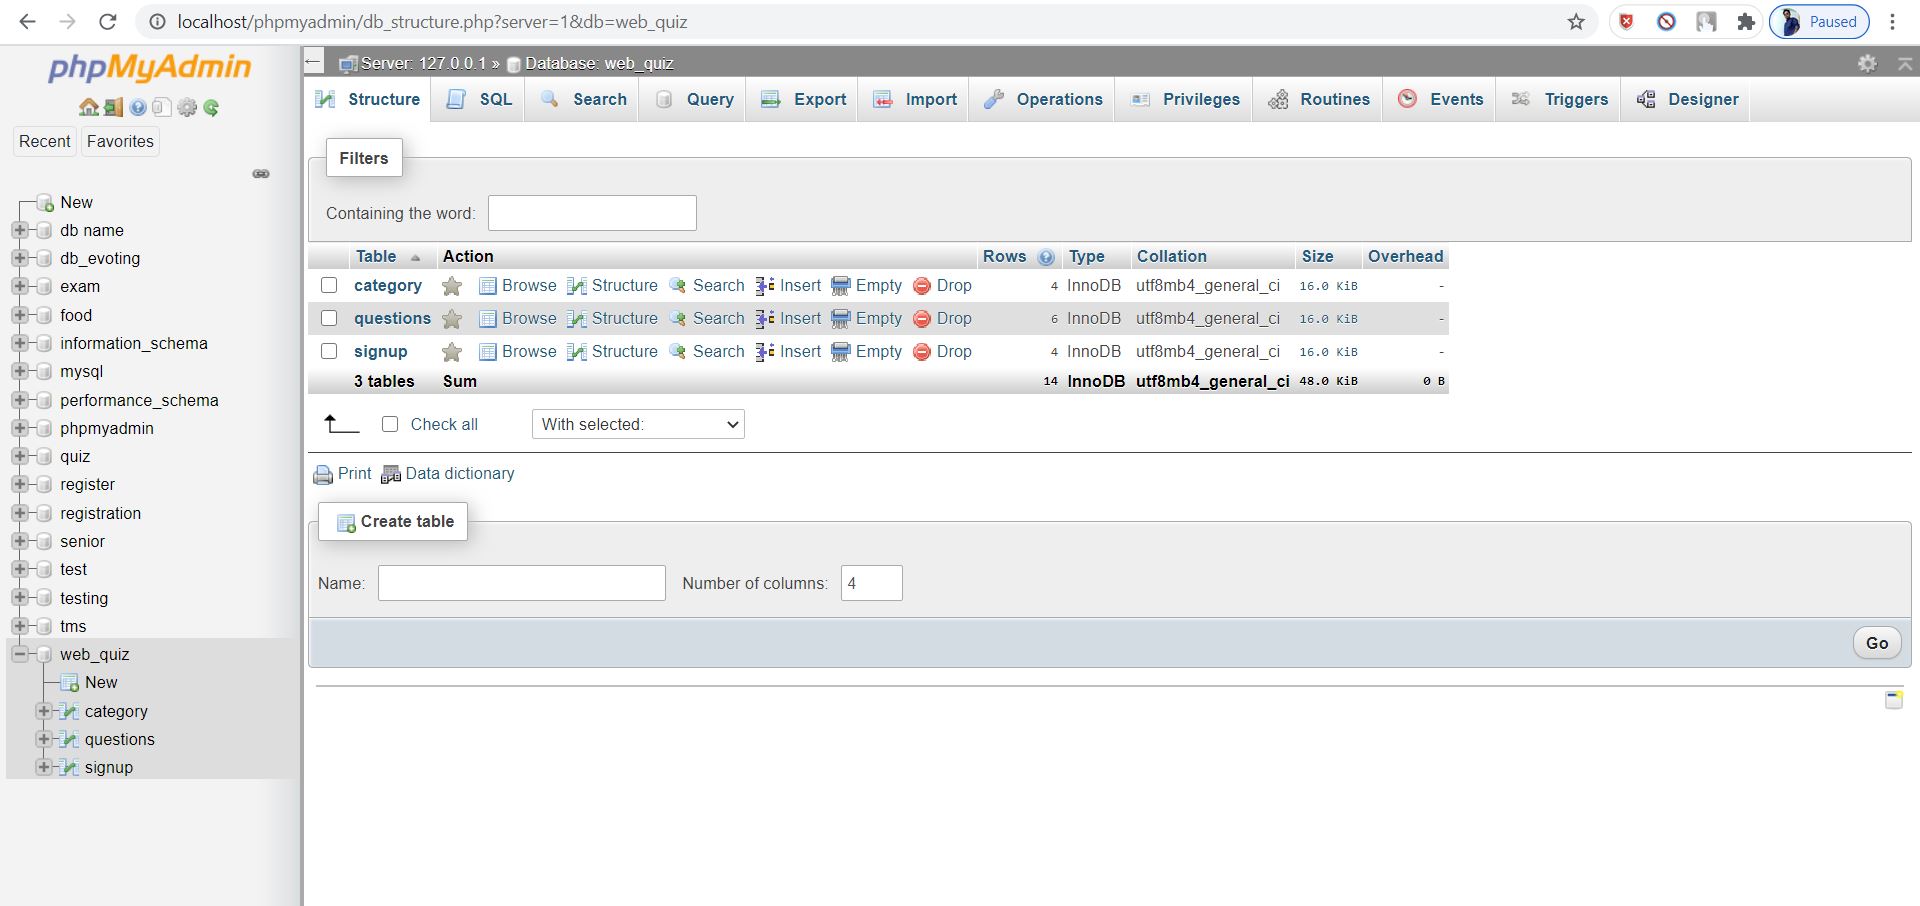 localhost/phpmyadmin/db_structure.php?server=1&db=web_quiz
Paused
phpMyAdmin
Recent
Favorites
New
db name
db_evoting
exam
food
information_schema
mysql
performance_schema
phpmyadmin
quiz
register
registration
senior
test
testing
tms
web_quiz
New
category
questions
signup
Server: 127.0.0.1 » Database: web_quiz
Structure SQL Search Query Export Import Operations Privileges Routines Events Triggers Designer
Filters
Containing the word:
Table Action Rows Type Collation Size Overhead
category Browse Structure Search Insert Empty Drop 4 InnoDB utf8mb4_general_ci 16.0 KiB -
questions Browse Structure Search Insert Empty Drop 6 InnoDB utf8mb4_general_ci 16.0 KiB -
signup Browse Structure Search Insert Empty Drop 4 InnoDB utf8mb4_general_ci 16.0 KiB -
3 tables Sum 14 InnoDB utf8mb4_general_ci 48.0 KiB 0 B
Check all With selected:
Print Data dictionary
Create table
Name: Number of columns: 4
Go